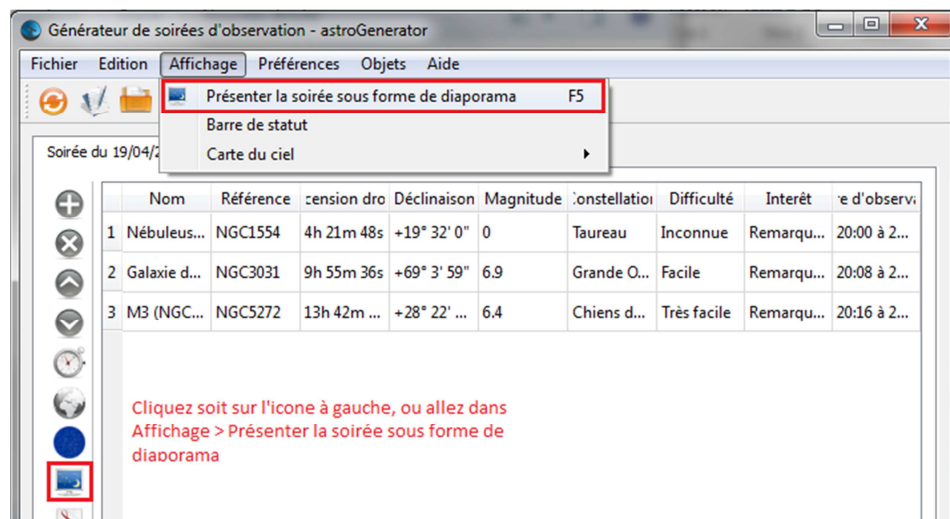 Générateur de soirées d'observation - astroGenerator
Fichier Edition Affichage Préférences Objets Aide
Présenter la soirée sous forme de diaporama F5
Barre de statut
Carte du ciel
Soirée du 19/04/2
Nom Référence cension dro Déclinaison Magnitude Constellation Difficulté Interêt e d'observa
1 Nébuleus... NGC1554 4h 21m 48s +19° 32' 0" 0 Taureau Inconnue Remarqu... 20:00 à 2...
2 Galaxie d... NGC3031 9h 55m 36s +69° 3' 59" 6.9 Grande O... Facile Remarqu... 20:08 à 2...
3 M3 (NGC... NGC5272 13h 42m ... +28° 22' ... 6.4 Chiens d... Très facile Remarqu... 20:16 à 2...
Cliquez soit sur l'icone à gauche, ou allez dans
Affichage > Présenter la soirée sous forme de
diaporama